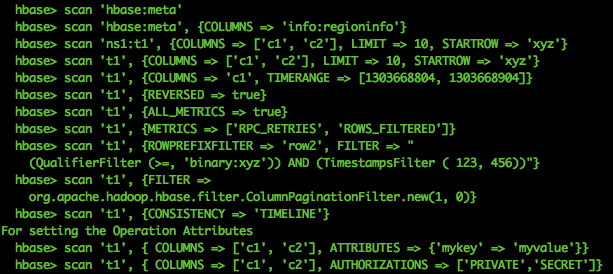 hbase> scan 'hbase:meta'
hbase> scan 'hbase:meta', {COLUMNS => 'info:regioninfo'}
hbase> scan 'ns1:t1', {COLUMNS => ['c1', 'c2'], LIMIT => 10, STARTROW => 'xyz'}
hbase> scan 't1', {COLUMNS => ['c1', 'c2'], LIMIT => 10, STARTROW => 'xyz'}
hbase> scan 't1', {COLUMNS => 'c1', TIMERANGE => [1303668804, 1303668904]}
hbase> scan 't1', {REVERSED => true}
hbase> scan 't1', {ALL_METRICS => true}
hbase> scan 't1', {METRICS => ['RPC_RETRIES', 'ROWS_FILTERED']}
hbase> scan 't1', {ROWPREFIXFILTER => 'row2', FILTER => "
(QualifierFilter (>=, 'binary:xyz')) AND (TimestampsFilter ( 123, 456))"}
hbase> scan 't1', {FILTER =>
org.apache.hadoop.hbase.filter.ColumnPaginationFilter.new(1, 0)}
hbase> scan 't1', {CONSISTENCY => 'TIMELINE'}
For setting the Operation Attributes
hbase> scan 't1', { COLUMNS => ['c1', 'c2'], ATTRIBUTES => {'mykey' => 'myvalue'}}
hbase> scan 't1', { COLUMNS => ['c1', 'c2'], AUTHORIZATIONS => ['PRIVATE','SECRET']}